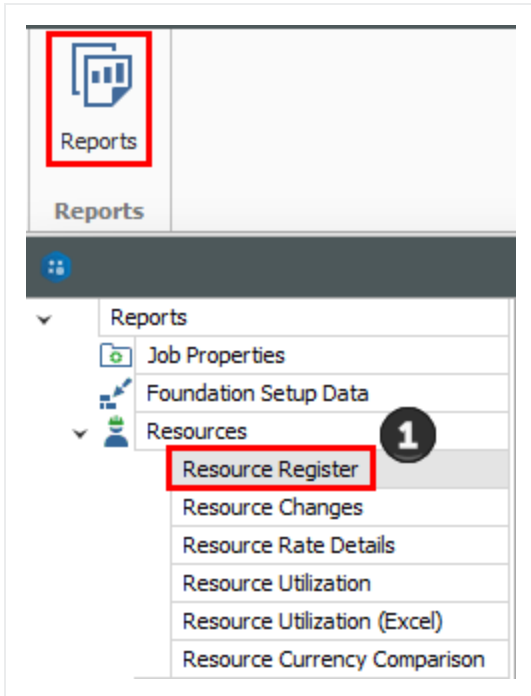 Reports
Reports
Reports
Job Properties
Foundation Setup Data
Resources
1
Resource Register
Resource Changes
Resource Rate Details
Resource Utilization
Resource Utilization (Excel)
Resource Currency Comparison